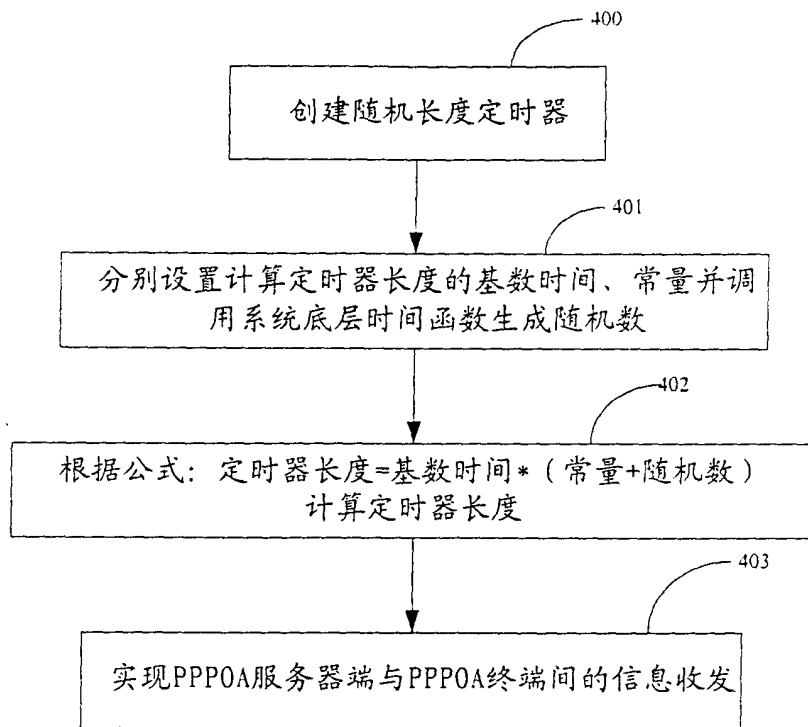 400
创建随机长度定时器
401
分别设置计算定时器长度的基数时间、常量并调
用系统底层时间函数生成随机数
402
根据公式：定时器长度=基数时间*（常量+随机数）
计算定时器长度
403
实现PPPOA服务器端与PPPOA终端间的信息收发